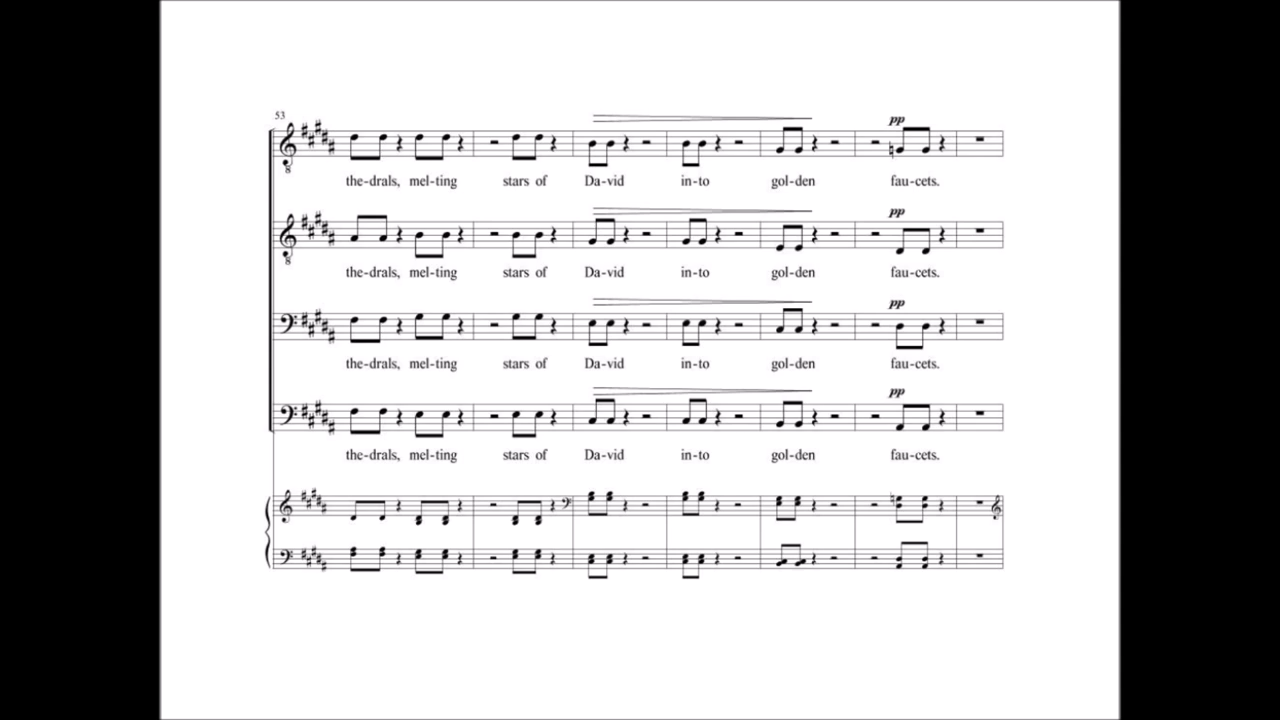 53
pp
the-drals, mel-ting stars of Da-vid in-to gol-den fau-cets.
pp
the-drals, mel-ting stars of Da-vid in-to gol-den fau-cets.
pp
the-drals, mel-ting stars of Da-vid in-to gol-den fau-cets.
pp
the-drals, mel-ting stars of Da-vid in-to gol-den fau-cets.